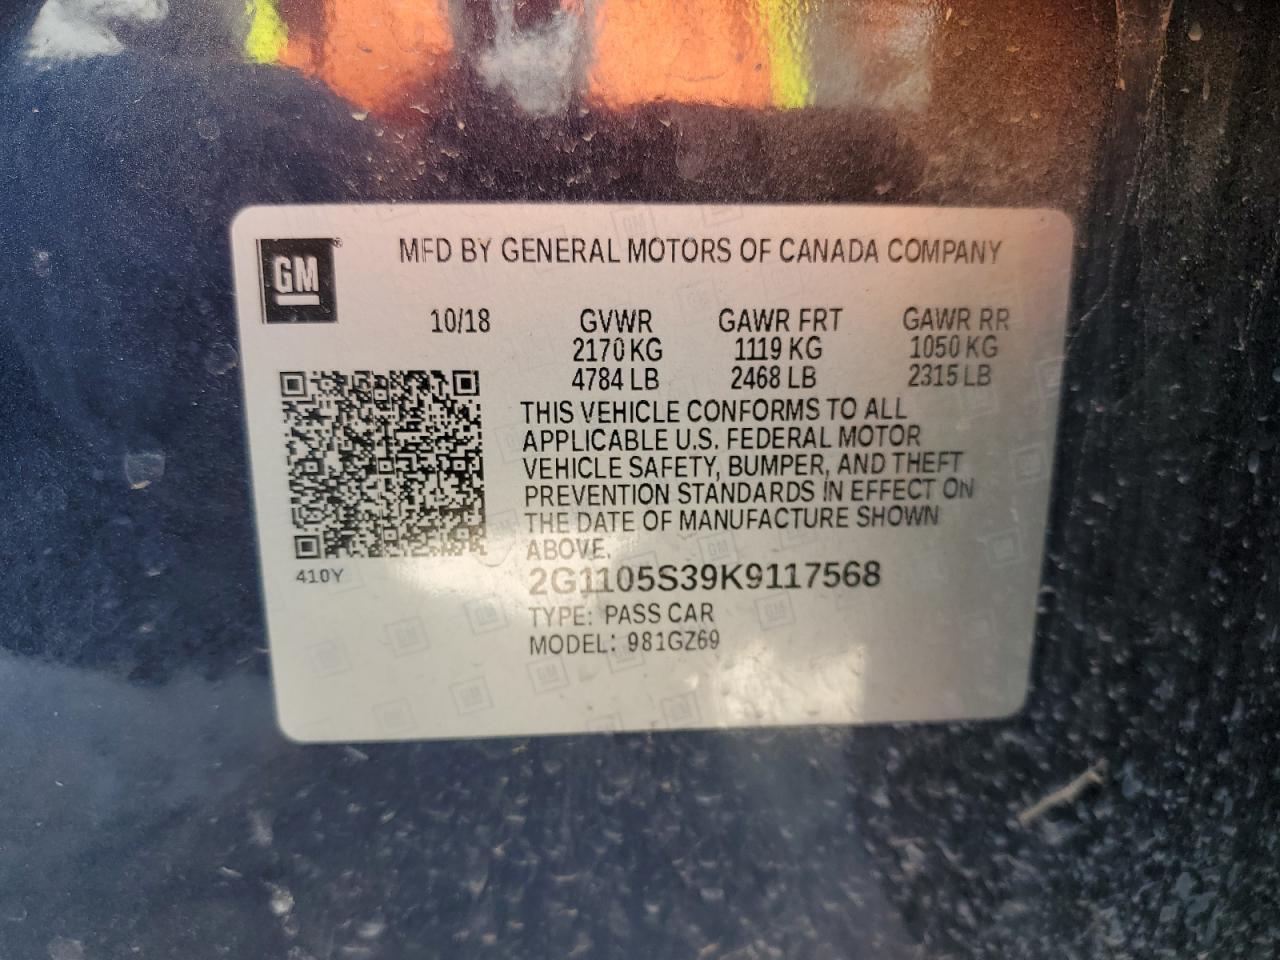 GM
MFD BY GENERAL MOTORS OF CANADA COMPANY
10/18 GVWR GAWR FRT GAWR RR
2170 KG 1119 KG 1050 KG
4784 LB 2468 LB 2315 LB
THIS VEHICLE CONFORMS TO ALL
APPLICABLE U.S. FEDERAL MOTOR
VEHICLE SAFETY, BUMPER, AND THEFT
PREVENTION STANDARDS IN EFFECT ON
THE DATE OF MANUFACTURE SHOWN
ABOVE.
410Y
2G1105S39K9117568
TYPE: PASS CAR
MODEL: 981GZ69